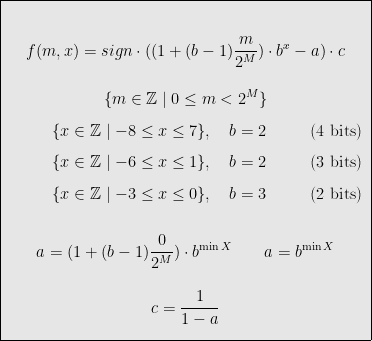 f(m, x) = sign · ((1 + (b − 1) m/2^M) · b^x − a) · c
{m ∈ ℤ | 0 ≤ m < 2^M}
{x ∈ ℤ | −8 ≤ x ≤ 7}, b = 2 (4 bits)
{x ∈ ℤ | −6 ≤ x ≤ 1}, b = 2 (3 bits)
{x ∈ ℤ | −3 ≤ x ≤ 0}, b = 3 (2 bits)
a = (1 + (b − 1) 0/2^M) · b^{min X} a = b^{min X}
c = 1/(1 − a)